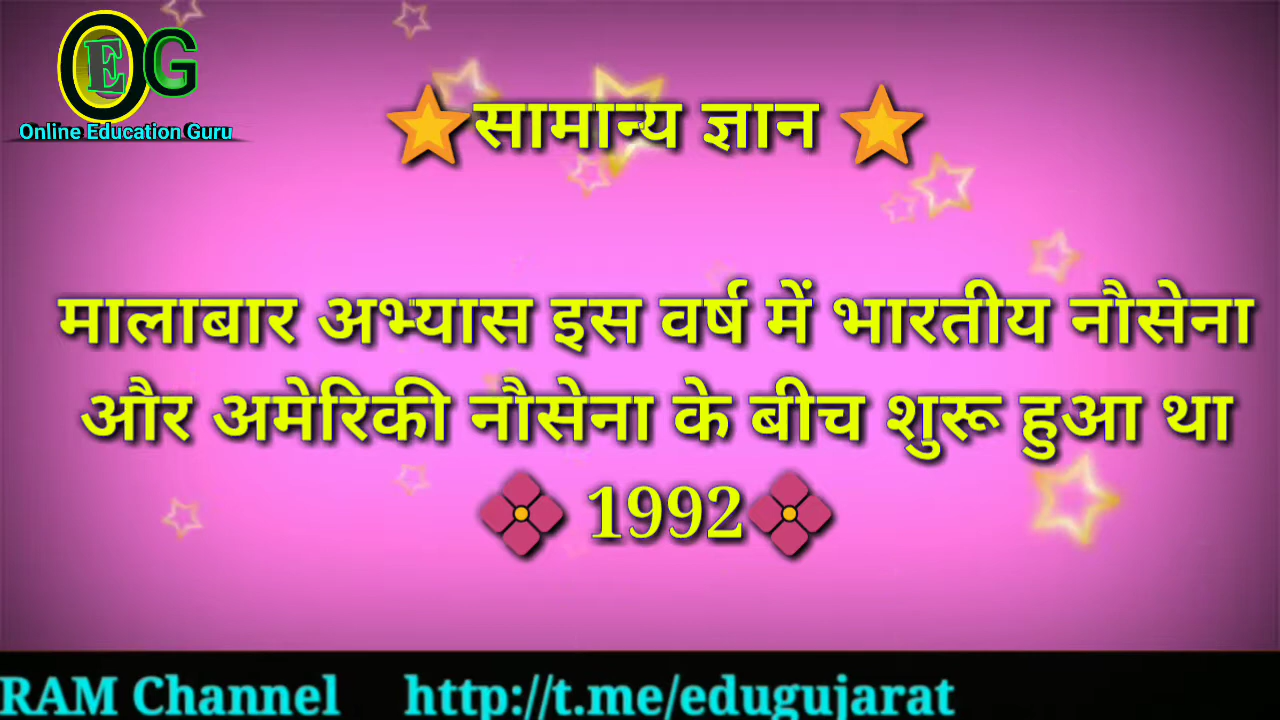 OEG
Online Education Guru
सामान्य ज्ञान
मालाबार अभ्यास इस वर्ष में भारतीय नौसेना
और अमेरिकी नौसेना के बीच शुरू हुआ था
1992
RAM Channel http://t.me/edugujarat